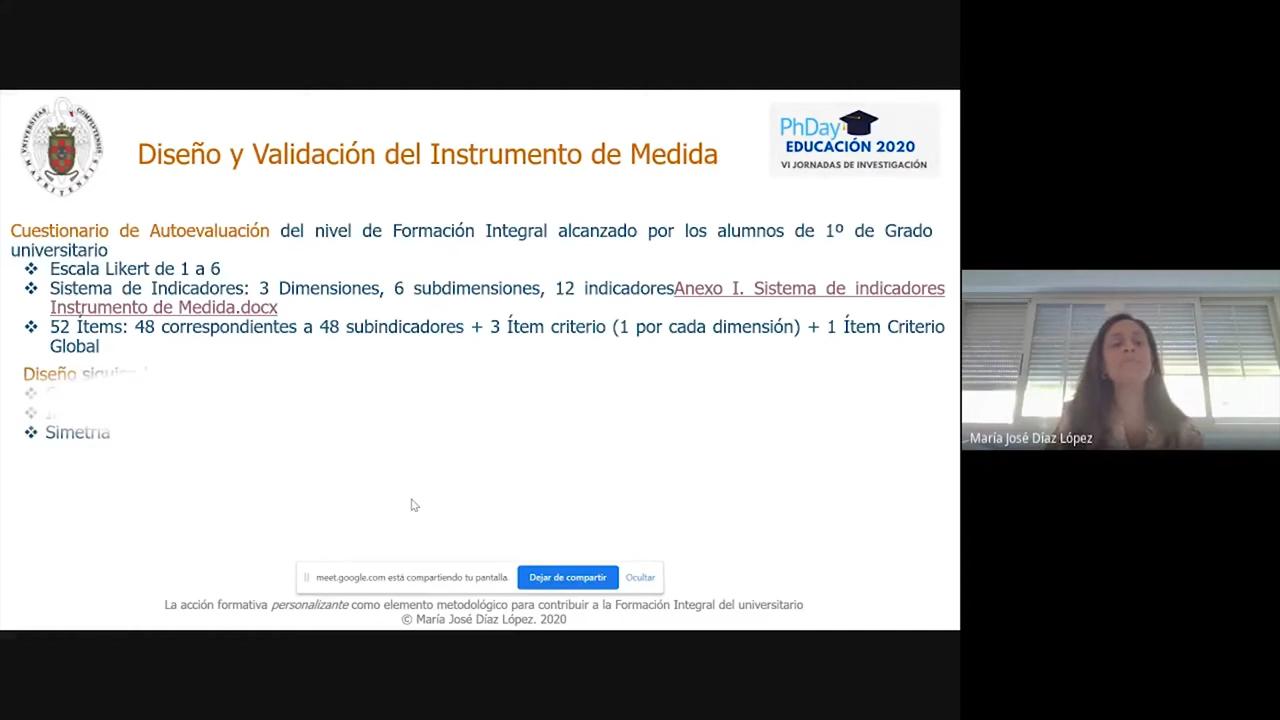 UNIVERSITAS COMPLUTENSIS MATRITENSIS
Diseño y Validación del Instrumento de Medida
PhDay
EDUCACIÓN 2020
VI JORNADAS DE INVESTIGACIÓN
Cuestionario de Autoevaluación del nivel de Formación Integral alcanzado por los alumnos de 1º de Grado
universitario
❖ Escala Likert de 1 a 6
❖ Sistema de Indicadores: 3 Dimensiones, 6 subdimensiones, 12 indicadoresAnexo I. Sistema de indicadores
Instrumento de Medida.docx
❖ 52 Ítems: 48 correspondientes a 48 subindicadores + 3 Ítem criterio (1 por cada dimensión) + 1 Ítem Criterio
Global
Diseño
❖ Simetría
María José Díaz López
meet.google.com está compartiendo tu pantalla.
Dejar de compartir
Ocultar
La acción formativa personalizante como elemento metodológico para contribuir a la Formación Integral del universitario
© María José Díaz López. 2020